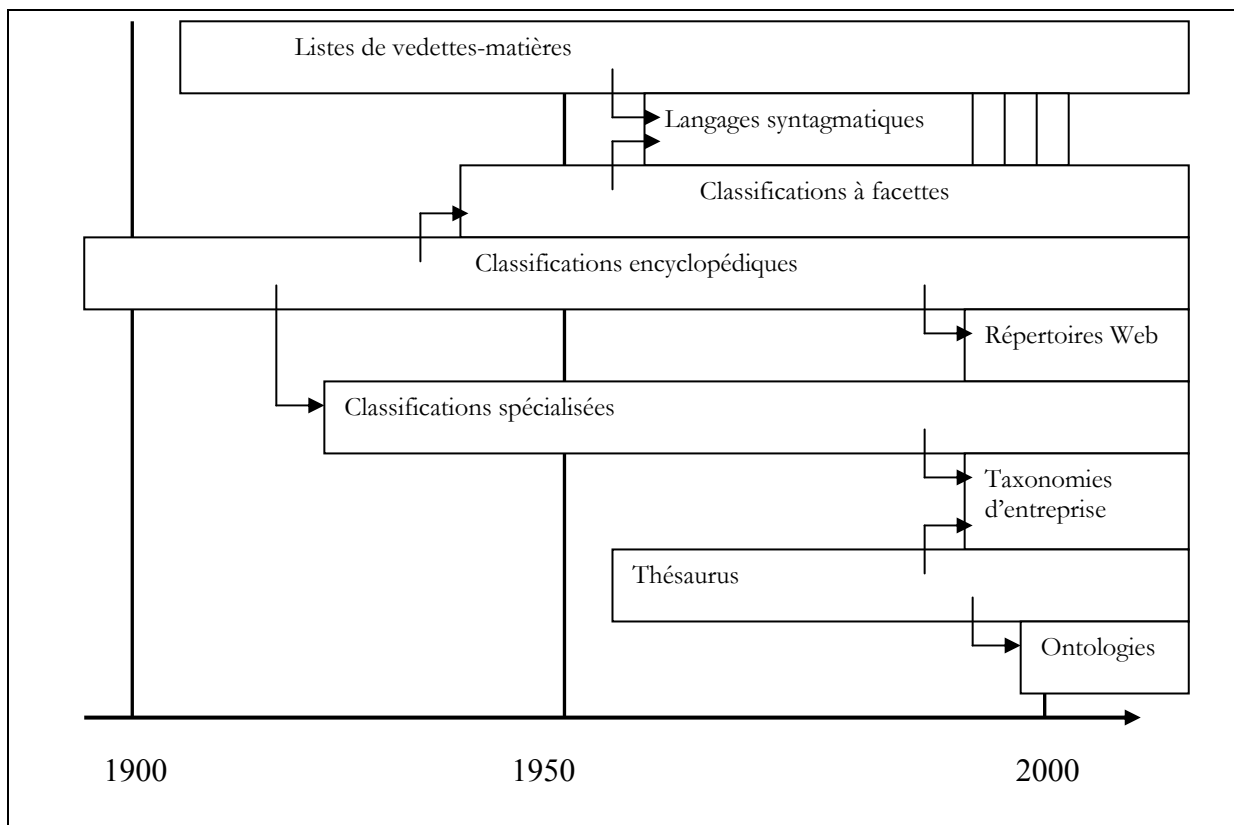 Listes de vedettes-matières
Langages syntagmatiques
Classifications à facettes
Classifications encyclopédiques
Répertoires Web
Classifications spécialisées
Taxonomies
d’entreprise
Thésaurus
Ontologies
1900
1950
2000